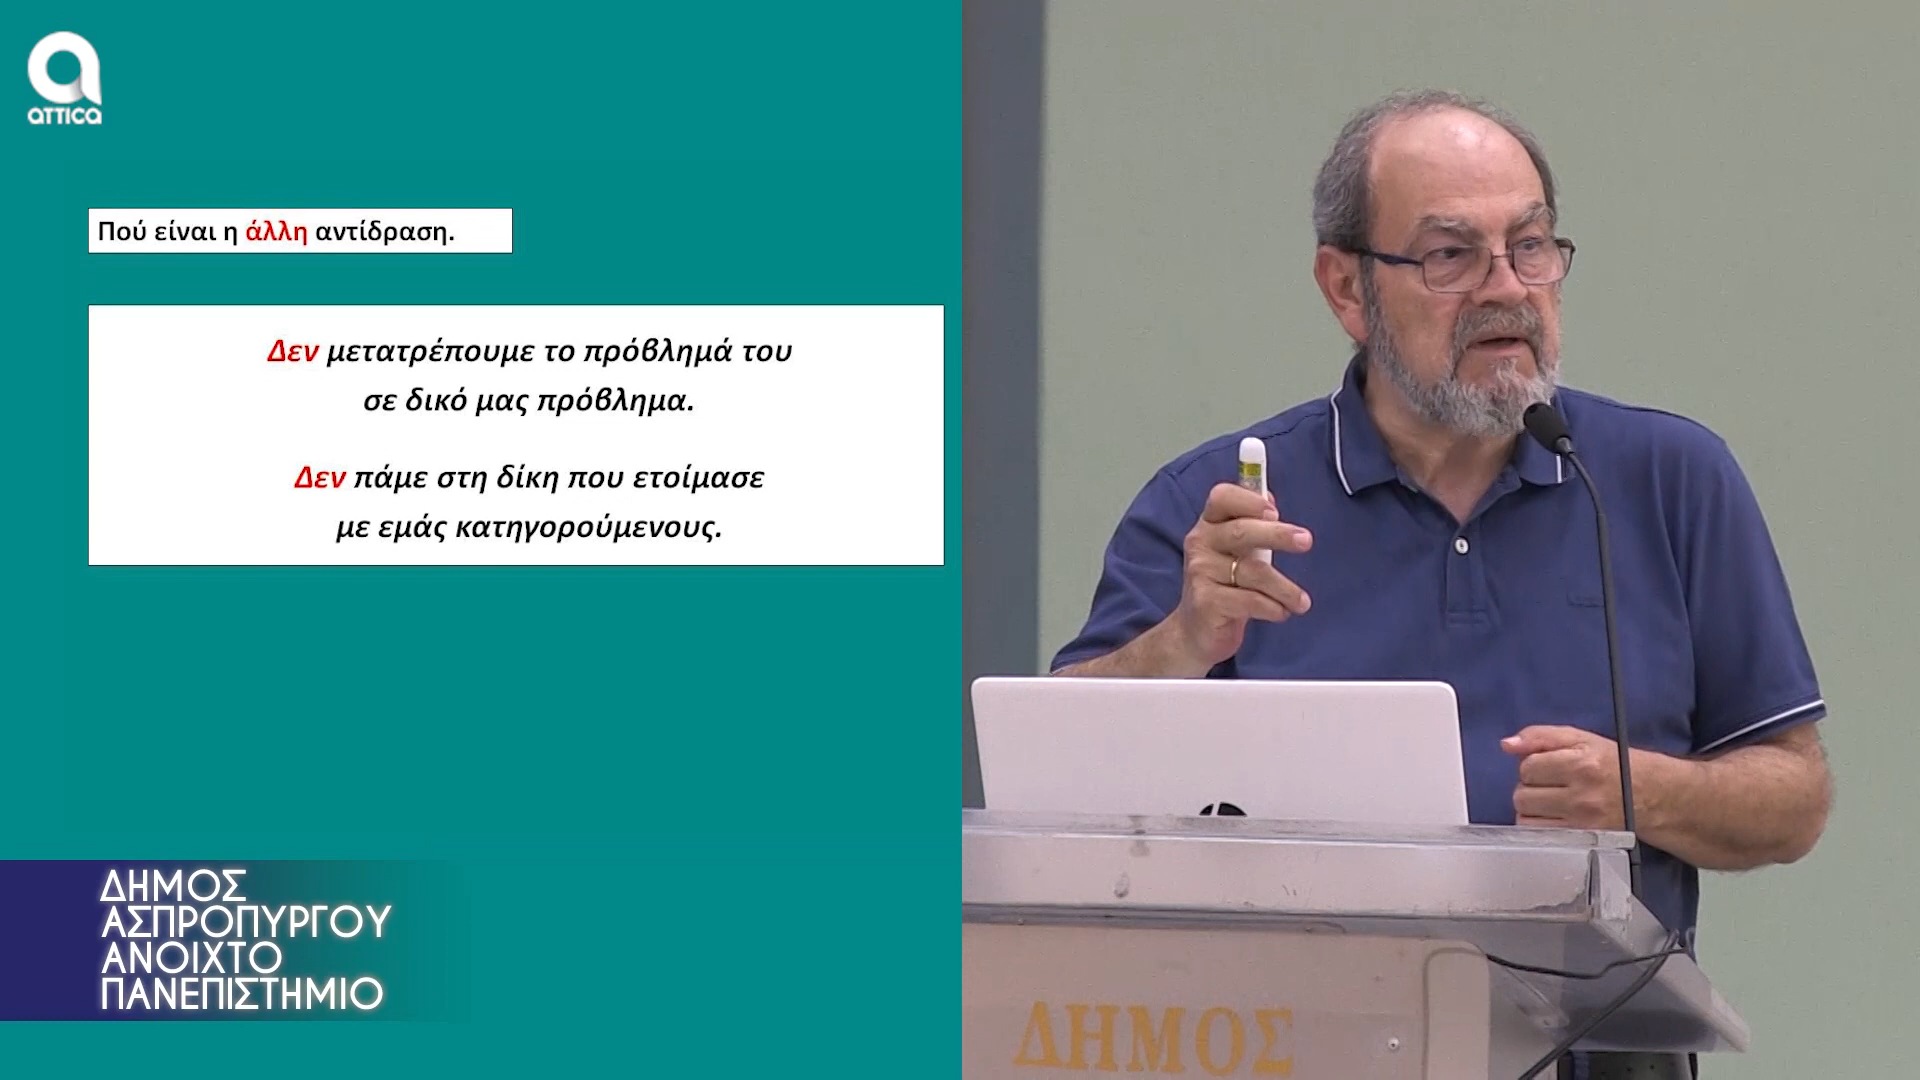 ATTICA
Πού είναι η άλλη αντίδραση.
Δεν μετατρέπουμε το πρόβλημά του
σε δικό μας πρόβλημα.
Δεν πάμε στη δίκη που ετοίμασε
με εμάς κατηγορούμενους.
ΔΗΜΟΣ
ΑΣΠΡΟΠΥΡΓΟΥ
ΑΝΟΙΧΤΟ
ΠΑΝΕΠΙΣΤΗΜΙΟ
ΔΗΜΟΣ